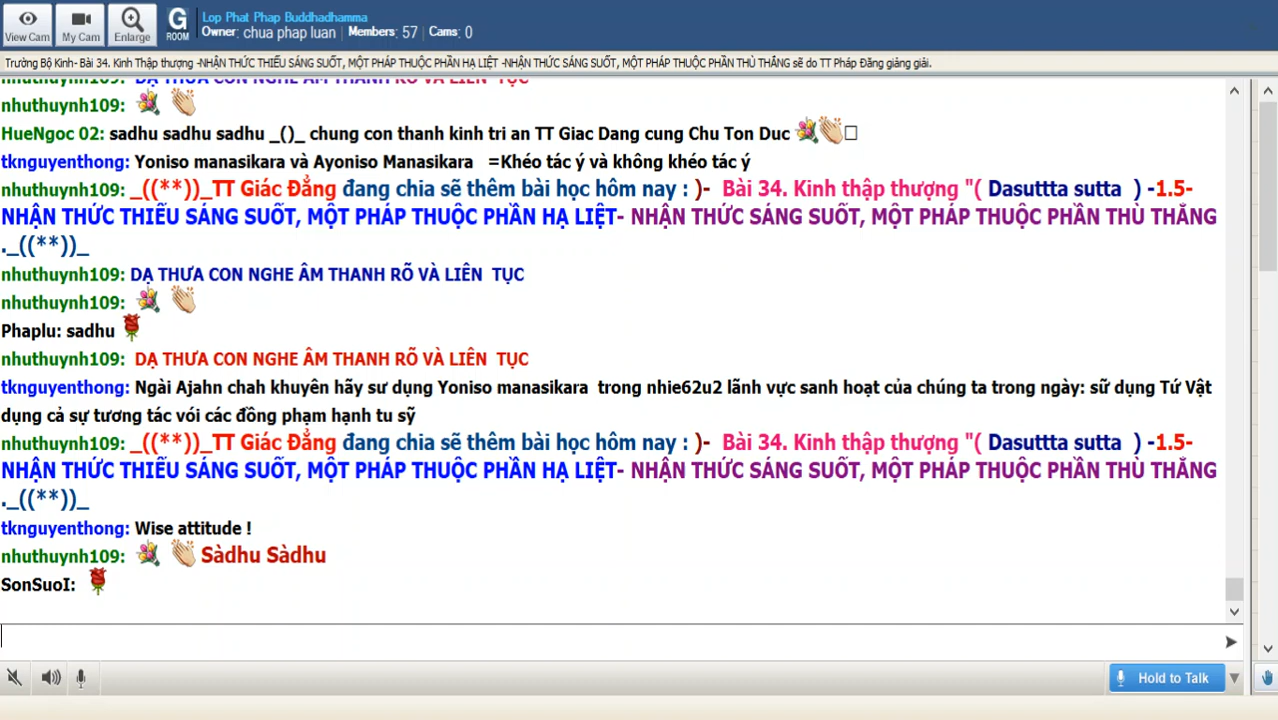 View Cam
My Cam
Enlarge
G
ROOM
Lop Phat Phap Buddhadhamma
Owner: chua phap luan | Members: 57 | Cams: 0
Trường Bộ Kinh- Bài 34. Kinh Thập thượng -NHẬN THỨC THIẾU SÁNG SUỐT, MỘT PHÁP THUỘC PHẦN HẠ LIỆT -NHẬN THỨC SÁNG SUỐT, MỘT PHÁP THUỘC PHẦN THÙ THẮNG sẽ do TT Pháp Đăng giảng giải.
nhuthuynh109: DẠ THƯA CON NGHE ÂM THANH RÕ VÀ LIÊN TỤC
nhuthuynh109:
HueNgoc 02: sadhu sadhu sadhu _()_ chung con thanh kinh tri an TT Giac Dang cung Chu Ton Duc
tknguyenthong: Yoniso manasikara và Ayoniso Manasikara =Khéo tác ý và không khéo tác ý
nhuthuynh109: _((**))_TT Giác Đẳng đang chia sẽ thêm bài học hôm nay : )- Bài 34. Kinh thập thượng "( Dasuttta sutta ) -1.5-
NHẬN THỨC THIẾU SÁNG SUỐT, MỘT PHÁP THUỘC PHẦN HẠ LIỆT- NHẬN THỨC SÁNG SUỐT, MỘT PHÁP THUỘC PHẦN THÙ THẮNG
._((**))_
nhuthuynh109: DẠ THƯA CON NGHE ÂM THANH RÕ VÀ LIÊN TỤC
nhuthuynh109:
Phaplu: sadhu
nhuthuynh109: DẠ THƯA CON NGHE ÂM THANH RÕ VÀ LIÊN TỤC
tknguyenthong: Ngài Ajahn chah khuyên hãy sư dụng Yoniso manasikara trong nhie62u2 lãnh vực sanh hoạt của chúng ta trong ngày: sữ dụng Tứ Vật
dụng cả sự tương tác vói các đồng phạm hạnh tu sỹ
nhuthuynh109: _((**))_TT Giác Đẳng đang chia sẽ thêm bài học hôm nay : )- Bài 34. Kinh thập thượng "( Dasuttta sutta ) -1.5-
NHẬN THỨC THIẾU SÁNG SUỐT, MỘT PHÁP THUỘC PHẦN HẠ LIỆT- NHẬN THỨC SÁNG SUỐT, MỘT PHÁP THUỘC PHẦN THÙ THẮNG
._((**))_
tknguyenthong: Wise attitude !
nhuthuynh109: Sàdhu Sàdhu
SonSuoI:
Hold to Talk